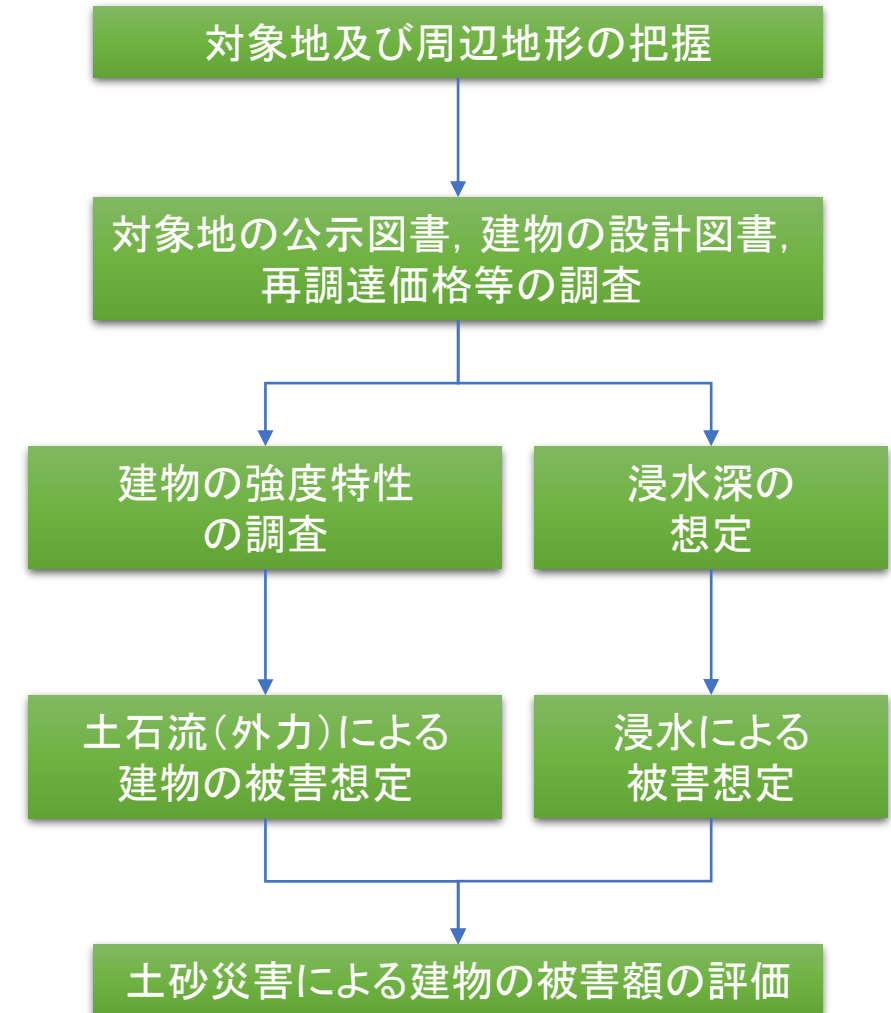 対象地及び周辺地形の把握
対象地の公示図書，建物の設計図書，
再調達価格等の調査
建物の強度特性
の調査
浸水深の
想定
土石流（外力）による
建物の被害想定
浸水による
被害想定
土砂災害による建物の被害額の評価